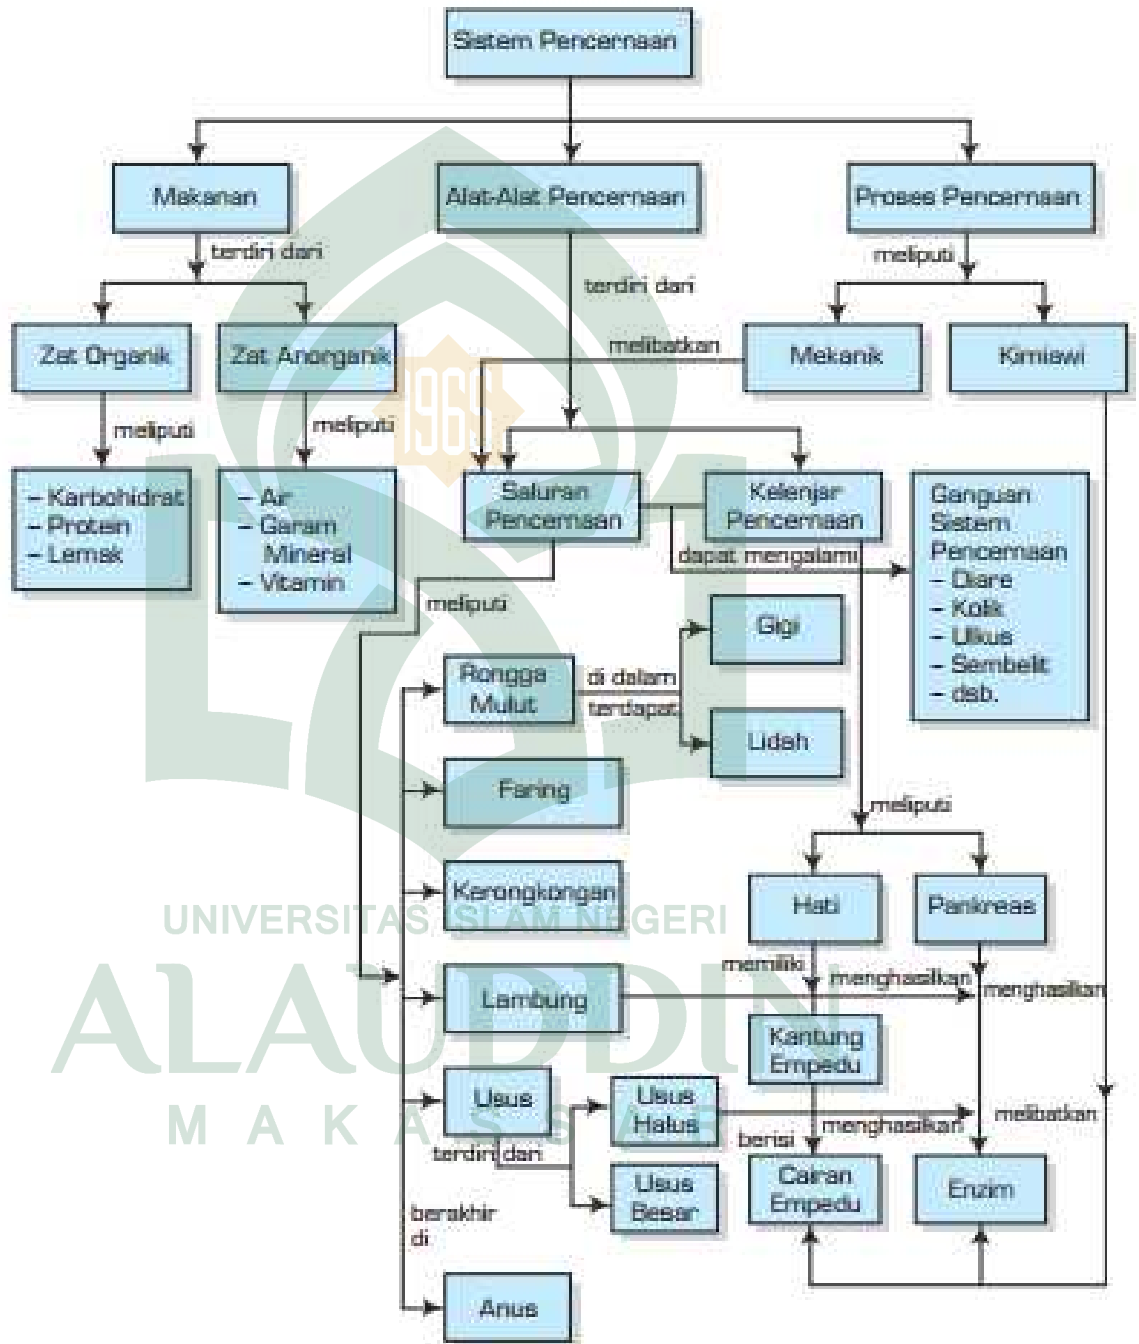 Sistem Pencernaan
Makanan
Alat-Alat Pencernaan
Proses Pencernaan
terdiri dari
terdiri dari
meliputi
Zat Organik
Zat Anorganik
melibatkan
Mekanik
Kimiawi
1965
meliputi
meliputi
– Karbohidrat
– Protein
– Lemak
– Air
– Garam
Mineral
– Vitamin
Saluran
Pencernaan
Kelenjar
Pencernaan
Ganguan
Sistem
Pencernaan
– Diare
– Kolik
– Ulkus
– Sembelit
– dsb.
dapat mengalami
meliputi
Rongga
Mulut
di dalam
terdapat
Gigi
Lidah
Faring
meliputi
Kerongkongan
Hati
Pankreas
UNIVERSITAS ISLAM NEGERI
ALAUDDIN
MAKASSAR
memiliki
menghasilkan
menghasilkan
Lambung
Kantung
Empedu
Usus
terdiri dari
Usus
Halus
menghasilkan
melibatkan
berisi
Usus
Besar
Cairan
Empedu
Enzim
berakhir
di
Anus